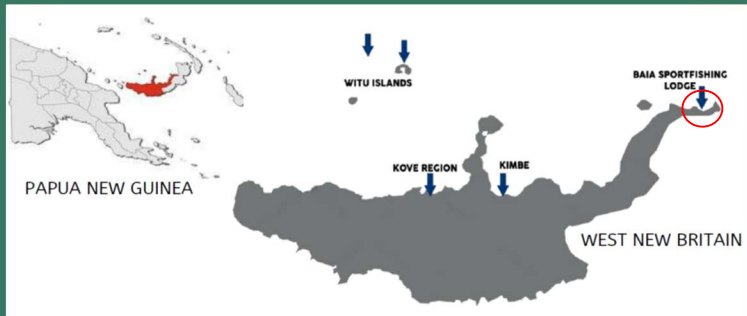 PAPUA NEW GUINEA
WITU ISLANDS
KOVE REGION
KIMBE
BAIA SPORTFISHING
LODGE
WEST NEW BRITAIN